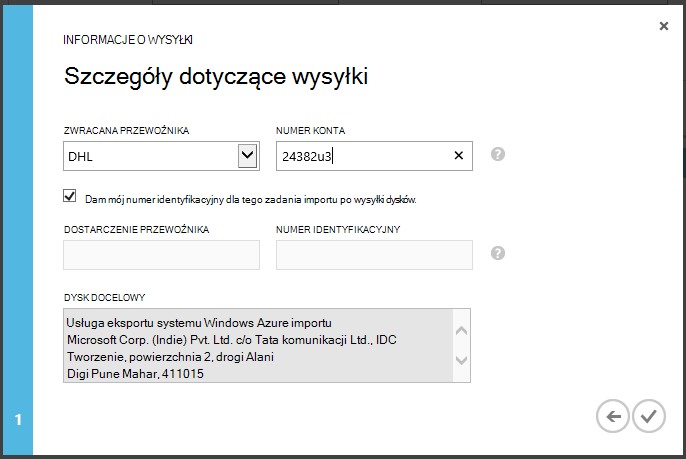 INFORMACJE O WYSYŁKI
Szczegóły dotyczące wysyłki
ZWRACANA PRZEWOŹNIKA
NUMER KONTA
DHL
24382u3
Dam mój numer identyfikacyjny dla tego zadania importu po wysyłki dysków.
DOSTARCZENIE PRZEWOŹNIKA
NUMER IDENTYFIKACYJNY
DYSK DOCELOWY
Usługa eksportu systemu Windows Azure importu
Microsoft Corp. (Indie) Pvt. Ltd. c/o Tata komunikacji Ltd., IDC
Tworzenie, powierzchnia 2, drogi Alani
Digi Pune Mahar, 411015
1